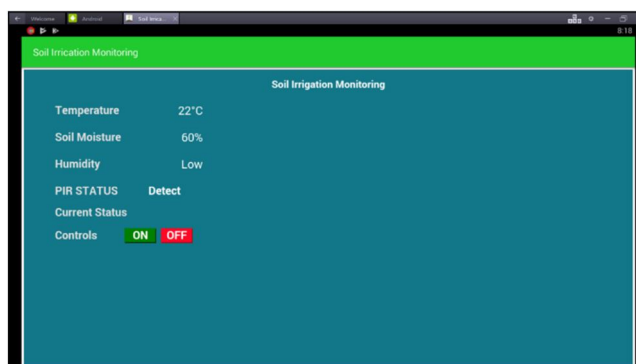 Welcome Android Soil Irrica...
8:18
Soil Irrication Monitoring
Soil Irrigation Monitoring
Temperature 22°C
Soil Moisture 60%
Humidity Low
PIR STATUS Detect
Current Status
Controls ON OFF